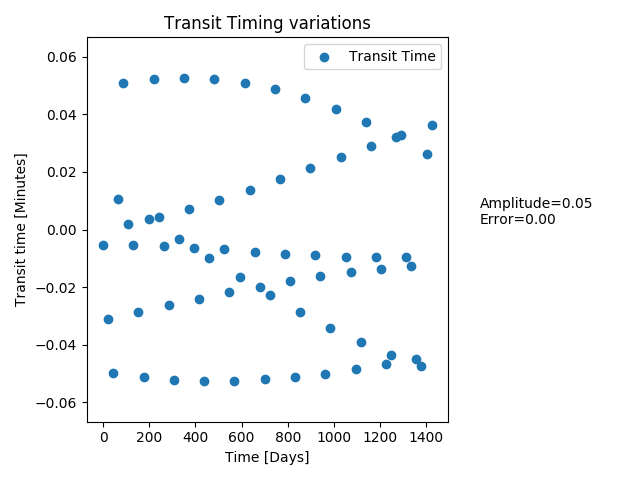 Transit Timing variations
Transit Time
0.06
0.04
0.02
0.00
−0.02
−0.04
−0.06
Transit time [Minutes]
0
200
400
600
800
1000
1200
1400
Time [Days]
Amplitude=0.05
Error=0.00